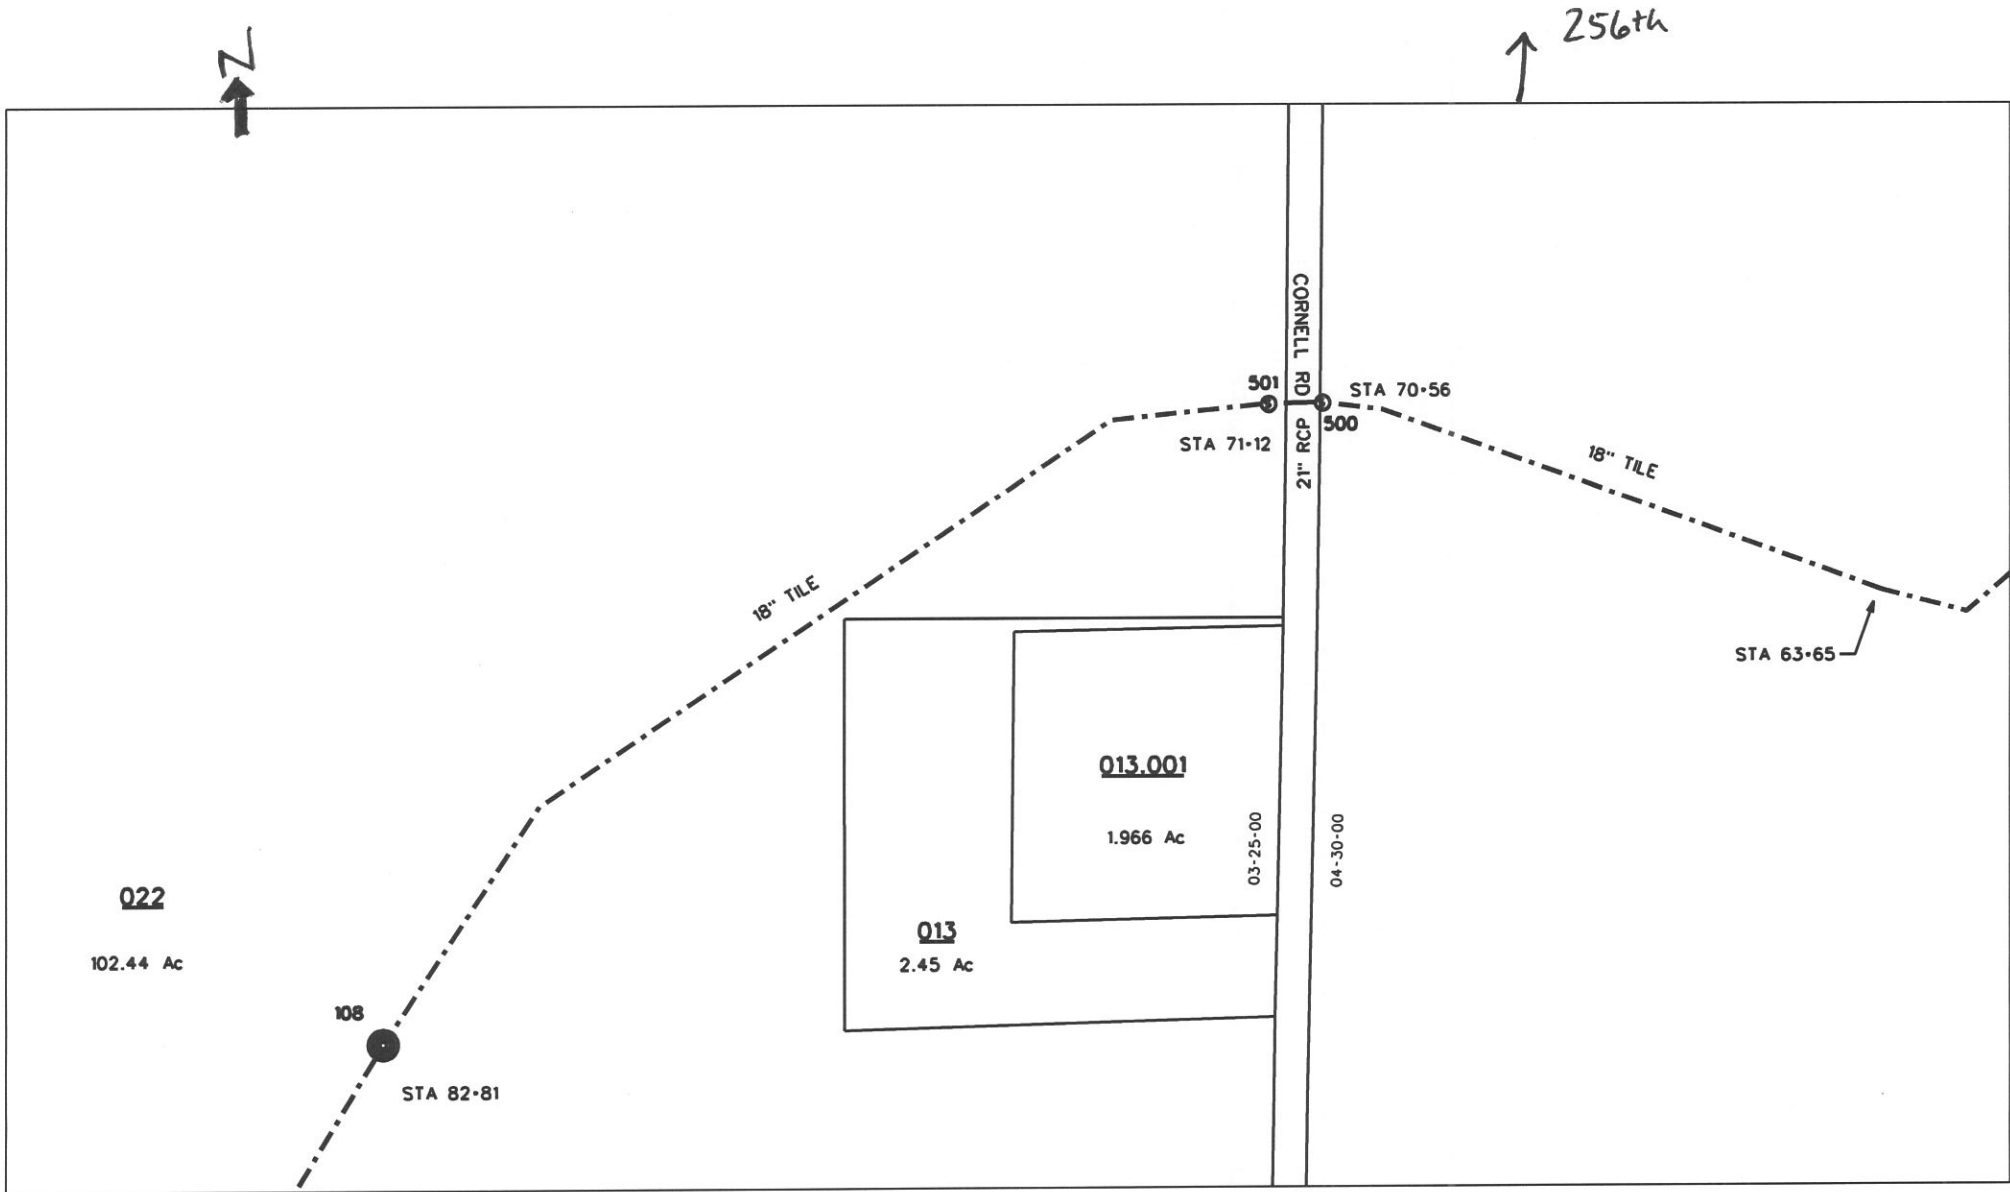 N
256th
CORNELL RD
501
STA 70+56
500
STA 71+12
21" RCP
18" TILE
18" TILE
STA 63+65
013.001
1.966 Ac
03-25-00
04-30-00
022
102.44 Ac
013
2.45 Ac
108
STA 82+81